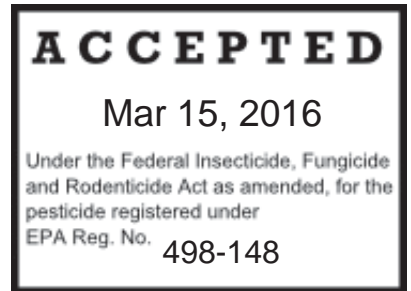 ACCEPTED
Mar 15, 2016
Under the Federal Insecticide, Fungicide
and Rodenticide Act as amended, for the
pesticide registered under
EPA Reg. No. 498-148